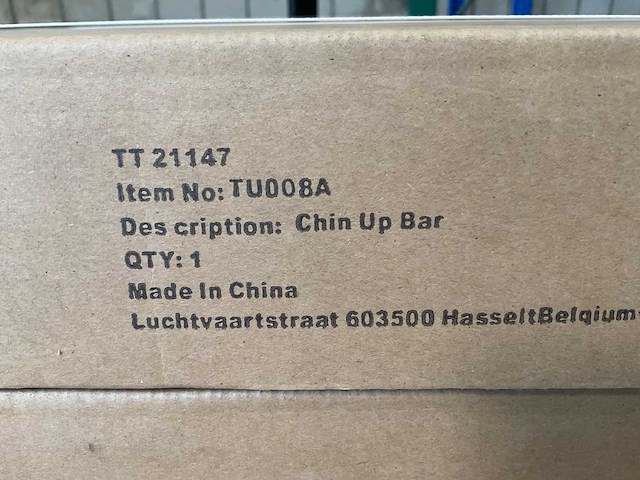 TT 21147
Item No: TU008A
Des cription: Chin Up Bar
QTY: 1
Made In China
Luchtvaartstraat 603500 HasseltBelgium